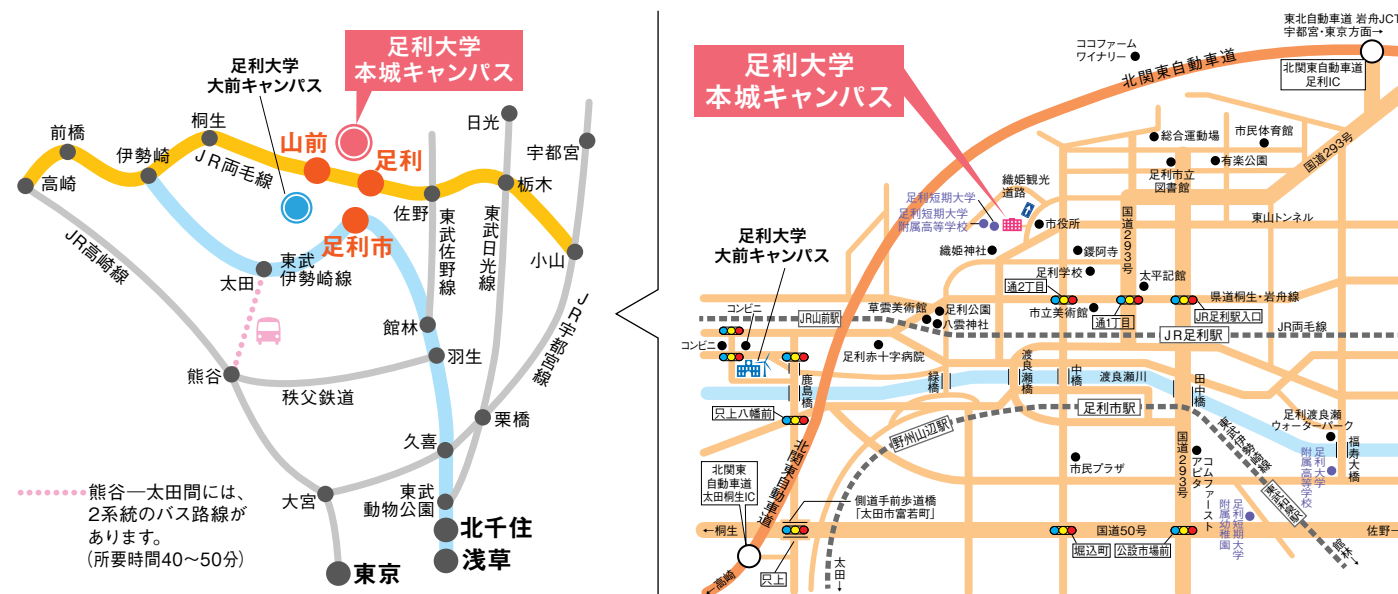 足利大学
本城キャンパス
足利大学
大前キャンパス
日光
宇都宮
桐生
前橋
伊勢崎
山前
足利
JR両毛線
高崎
佐野
栃木
足利市
JR高崎線
太田
東武
伊勢崎線
東武佐野線
東武日光線
小山
JR宇都宮線
館林
羽生
熊谷
秩父鉄道
栗橋
久喜
大宮
東武
動物公園
北千住
浅草
東京
熊谷―太田間には、
2系統のバス路線が
あります。
(所要時間40〜50分)
足利大学
本城キャンパス
ココファーム
ワイナリー
北関東自動車道
東北自動車道 岩舟JCT
宇都宮・東京方面→
北関東自動車道
足利IC
国道293号
総合運動場
市民体育館
足利市立
図書館
有楽公園
織姫観光
道路
足利短期大学
足利短期大学
附属高等学校
市役所
国道293号
東山トンネル
織姫神社
鑁阿寺
足利大学
大前キャンパス
足利学校
太平記館
通2丁目
県道桐生・岩舟線
コンビニ
JR山前駅
草雲美術館
足利公園
八雲神社
市立美術館
通1丁目
JR足利駅入口
JR足利駅
JR両毛線
コンビニ
足利赤十字病院
鹿島橋
緑橋
渡良瀬橋
中橋
渡良瀬川
田中橋
足利市駅
只上八幡前
野州山辺駅
東武伊勢崎線
足利渡良瀬
ウォーターパーク
福寿大橋
足利大学
附属高等学校
北関東自動車道
市民プラザ
国道293号
アピタ
コムファースト
北関東
自動車道
太田桐生IC
側道手前歩道橋
「太田市富若町」
足利短期大学
附属幼稚園
←桐生
国道50号
佐野→
堀込町
公設市場前
只上
←高崎
太田→
館林→